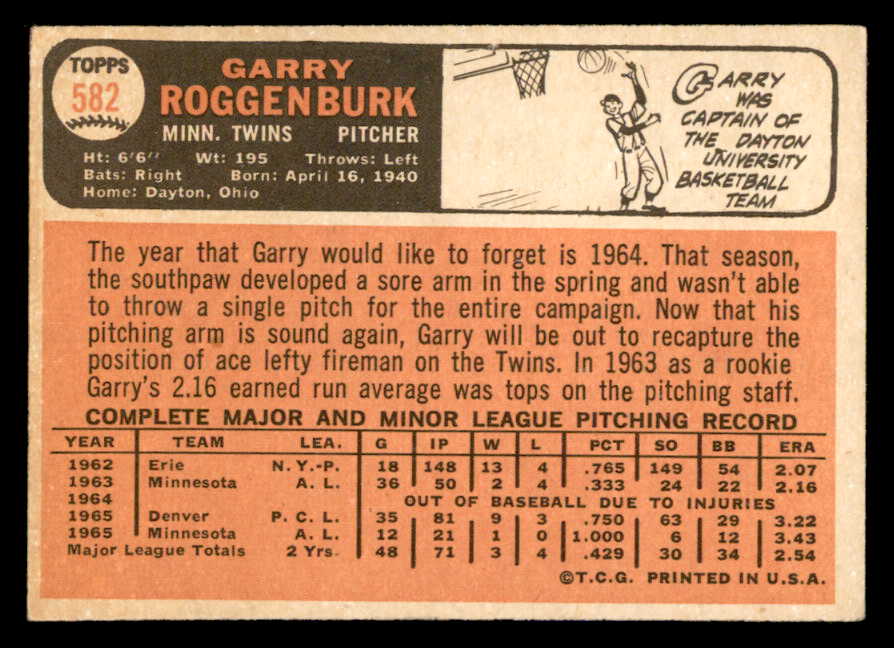 TOPPS
582
GARRY
ROGGENBURK
MINN. TWINS PITCHER
Ht: 6'6" Wt: 195 Throws: Left
Bats: Right Born: April 16, 1940
Home: Dayton, Ohio
GARRY
WAS
CAPTAIN OF
THE DAYTON
UNIVERSITY
BASKETBALL
TEAM
The year that Garry would like to forget is 1964. That season,
the southpaw developed a sore arm in the spring and wasn't able
to throw a single pitch for the entire campaign. Now that his
pitching arm is sound again, Garry will be out to recapture the
position of ace lefty fireman on the Twins. In 1963 as a rookie
Garry's 2.16 earned run average was tops on the pitching staff.
COMPLETE MAJOR AND MINOR LEAGUE PITCHING RECORD
YEAR TEAM LEA. G IP W L PCT SO BB ERA
1962 Erie N.Y.-P. 18 148 13 4 .765 149 54 2.07
1963 Minnesota A. L. 36 50 2 4 .333 24 22 2.16
1964 OUT OF BASEBALL DUE TO INJURIES
1965 Denver P. C. L. 35 81 9 3 .750 63 29 3.22
1965 Minnesota A. L. 12 21 1 0 1.000 6 12 3.43
Major League Totals 2 Yrs. 48 71 3 4 .429 30 34 2.54
©T.C.G. PRINTED IN U.S.A.